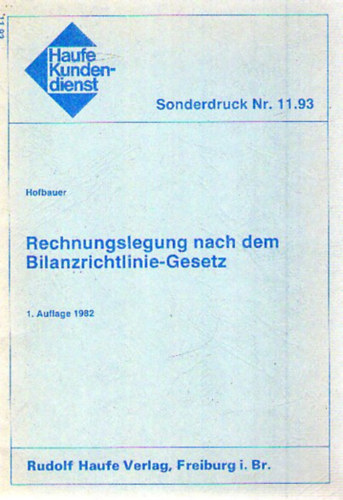 Haufe
Kunden-
dienst
Sonderdruck Nr. 11.93
Hofbauer
Rechnungslegung nach dem
Bilanzrichtlinie-Gesetz
1. Auflage 1982
Rudolf Haufe Verlag, Freiburg i. Br.